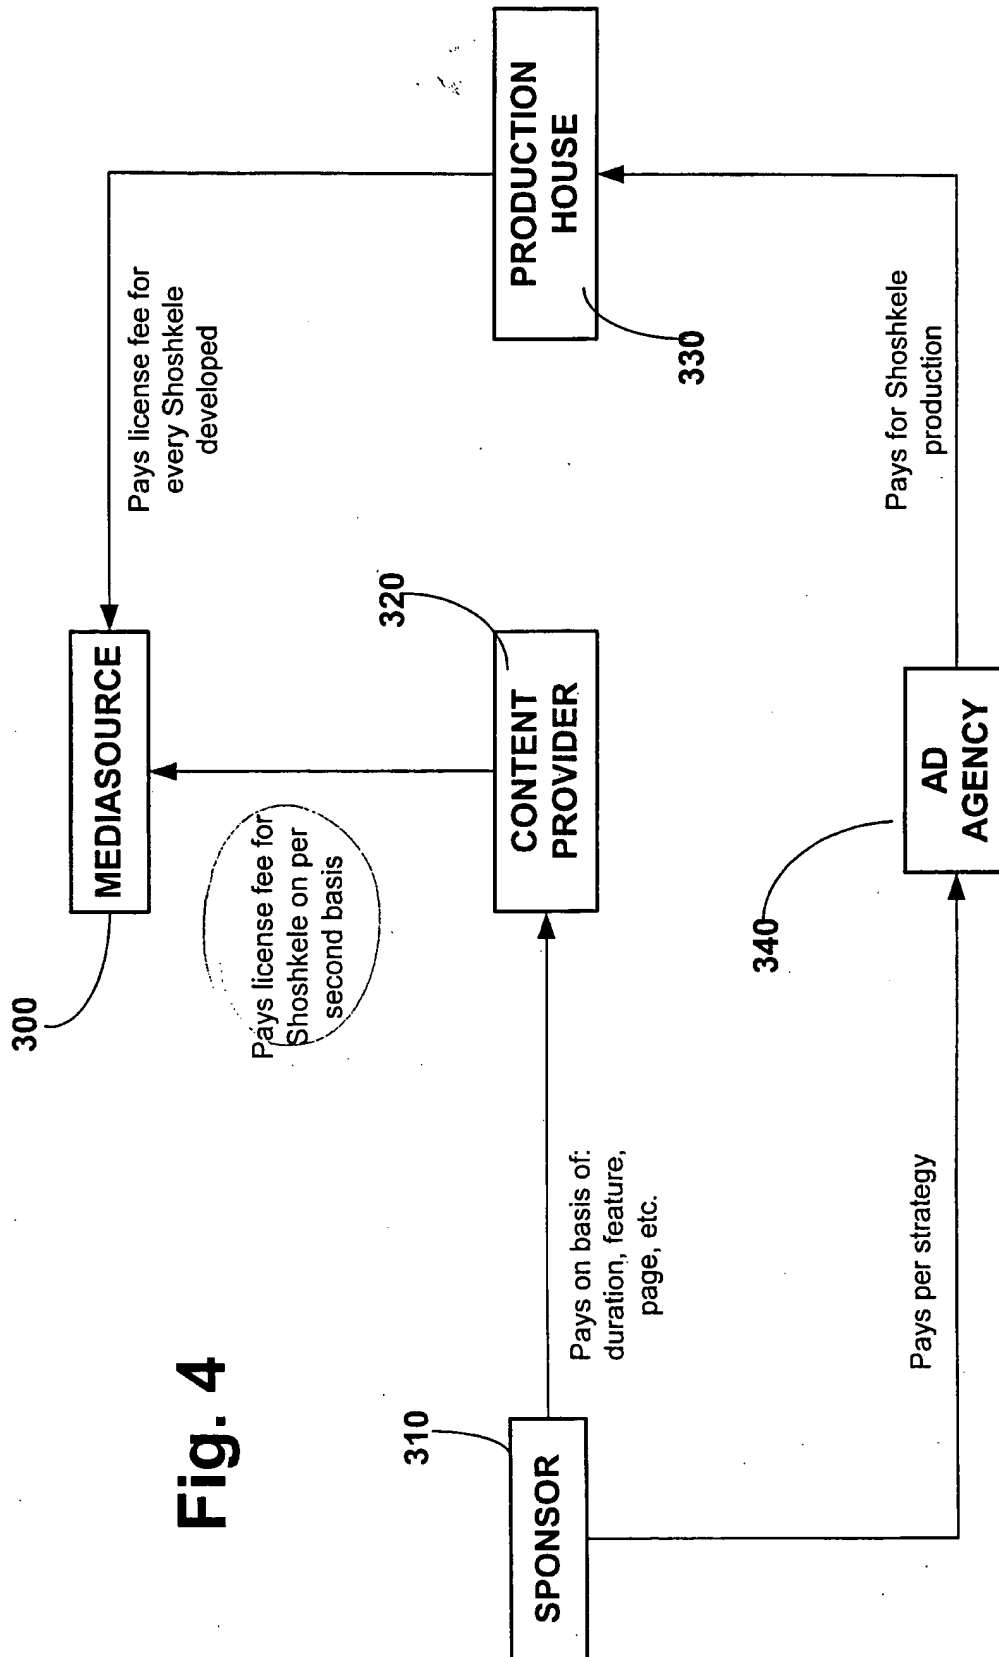 Fig. 4
300
MEDIASOURCE
Pays license fee for
every Shoshkele
developed
Pays license fee for
Shoshkele on per
second basis
320
310
SPONSOR
Pays on basis of:
duration, feature,
page, etc.
CONTENT
PROVIDER
PRODUCTION
HOUSE
330
340
Pays per strategy
AD
AGENCY
Pays for Shoshkele
production